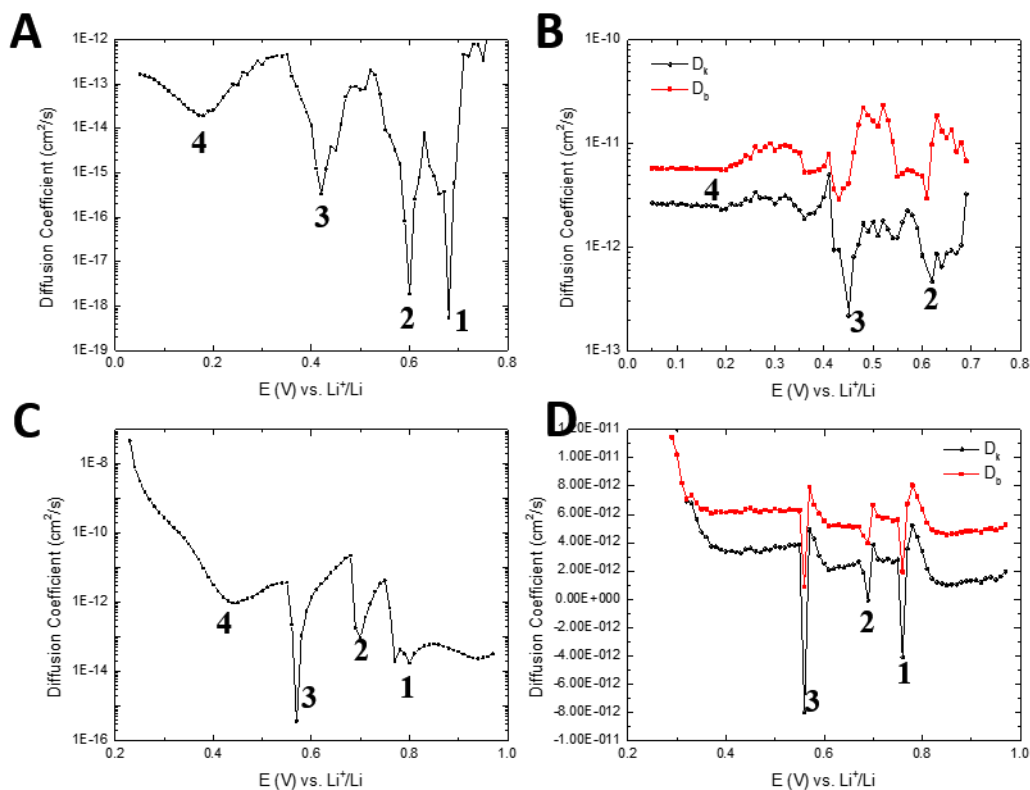 A
1E-12
1E-13
1E-14
1E-15
1E-16
1E-17
1E-18
1E-19
Diffusion Coefficient (cm²/s)
4
3
2
1
0.0 0.2 0.4 0.6 0.8
E (V) vs. Li⁺/Li
B
1E-10
1E-11
1E-12
1E-13
Diffusion Coefficient (cm²/s)
Dₖ
D_b
4
3
2
0.0 0.1 0.2 0.3 0.4 0.5 0.6 0.7 0.8
E (V) vs. Li⁺/Li
C
1E-8
1E-10
1E-12
1E-14
1E-16
Diffusion Coefficient (cm²/s)
4
3
2
1
0.2 0.4 0.6 0.8 1.0
E (V) vs. Li⁺/Li
D
1.20E-011
1.00E-011
8.00E-012
6.00E-012
4.00E-012
2.00E-012
0.00E+000
-2.00E-012
-4.00E-012
-6.00E-012
-8.00E-012
-1.00E-011
Diffusion Coefficient (cm²/s)
Dₖ
D_b
3
2
1
0.2 0.4 0.6 0.8 1.0
E (V) vs. Li⁺/Li